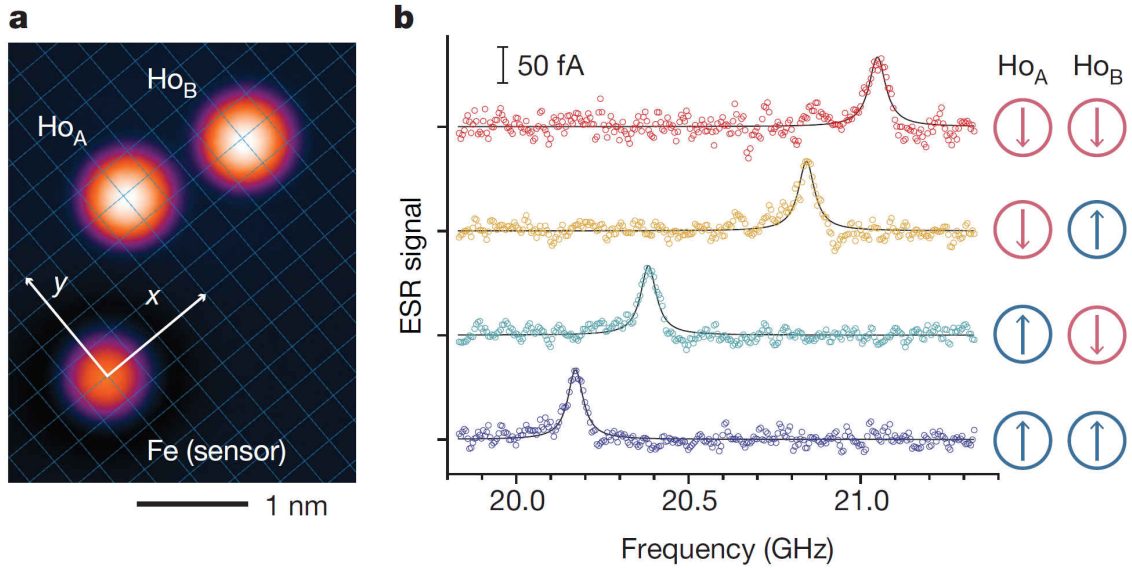 a
Ho_B
Ho_A
y
x
Fe (sensor)
1 nm
b
50 fA
Ho_A Ho_B
ESR signal
20.0 20.5 21.0
Frequency (GHz)